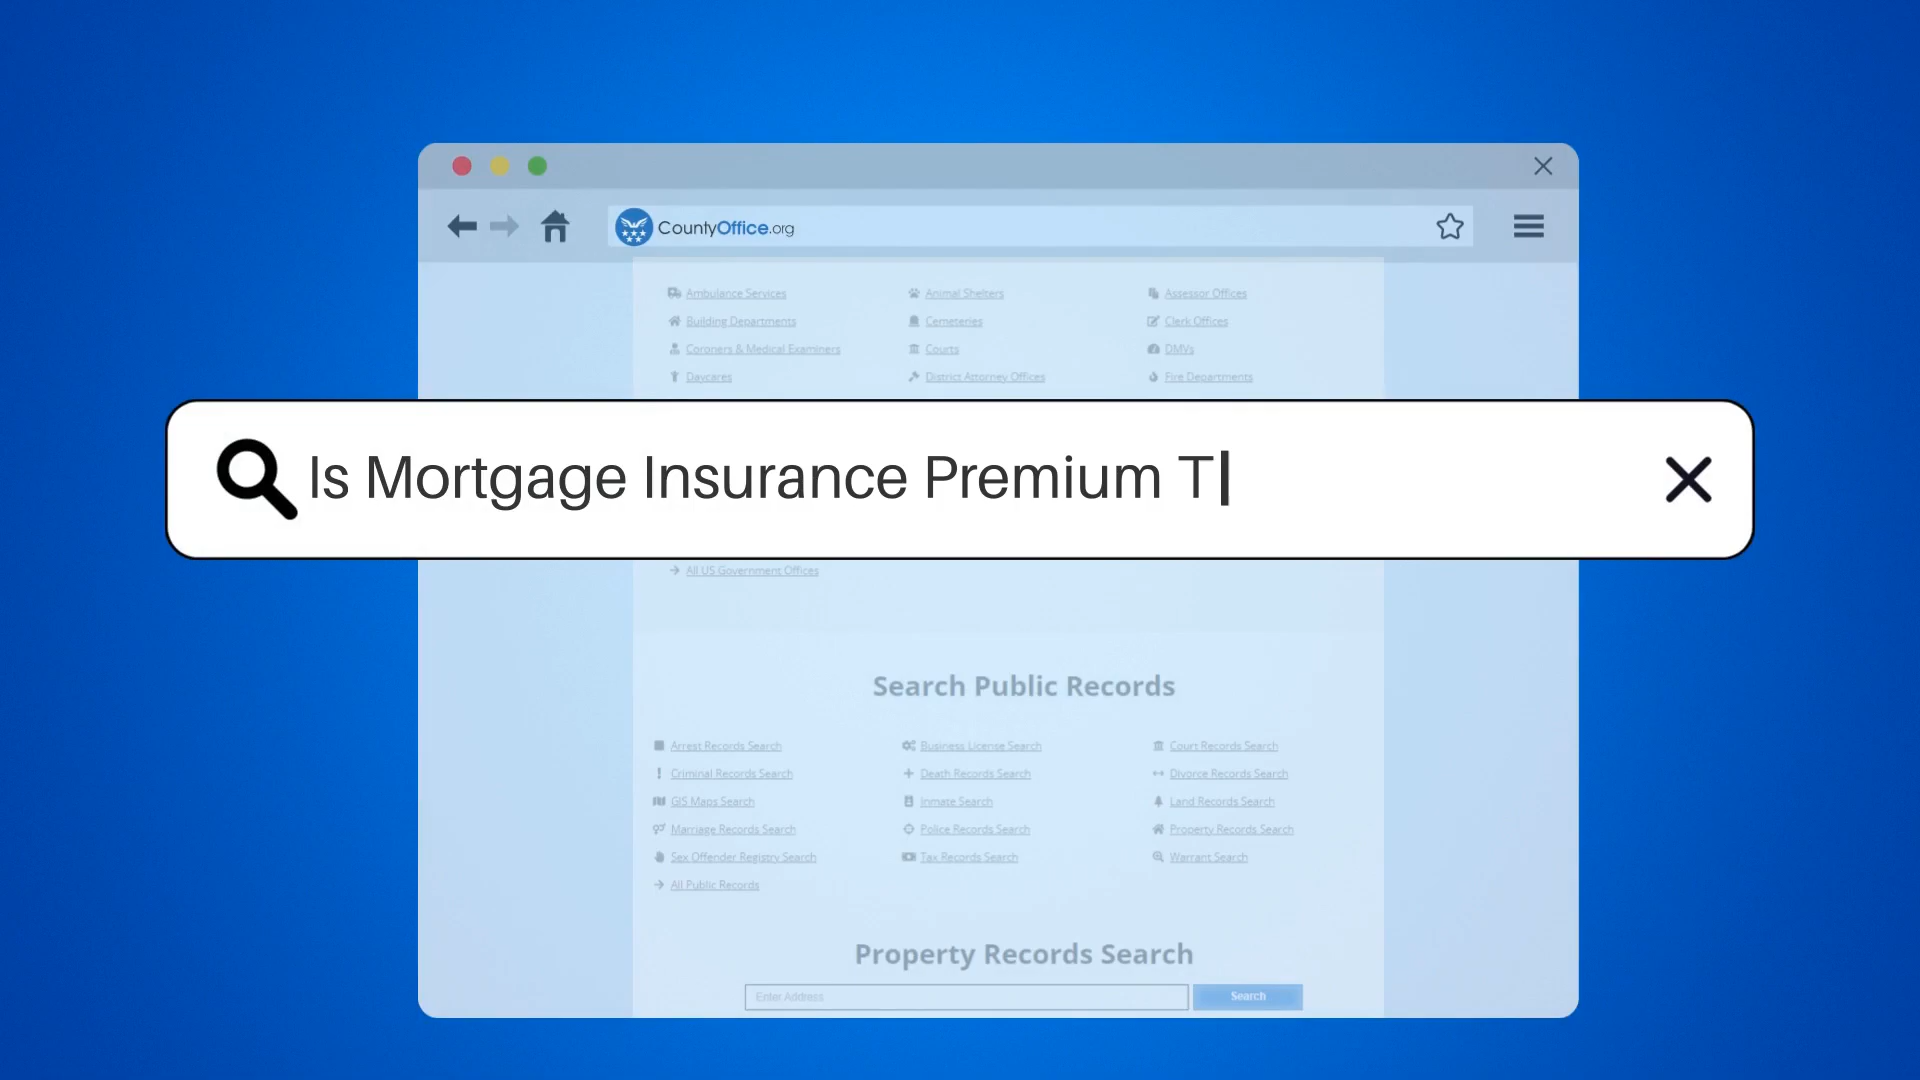 CountyOffice.org
Ambulance Services Animal Shelters Assessor Offices
Building Departments Cemeteries Clerk Offices
Coroners & Medical Examiners Courts DMVs
Daycares District Attorney Offices Fire Departments
Is Mortgage Insurance Premium T
All US Government Offices
Search Public Records
Arrest Records Search Business License Search Court Records Search
Criminal Records Search Death Records Search Divorce Records Search
GIS Maps Search Inmate Search Land Records Search
Marriage Records Search Police Records Search Property Records Search
Sex Offender Registry Search Tax Records Search Warrant Search
All Public Records
Property Records Search
Enter Address Search